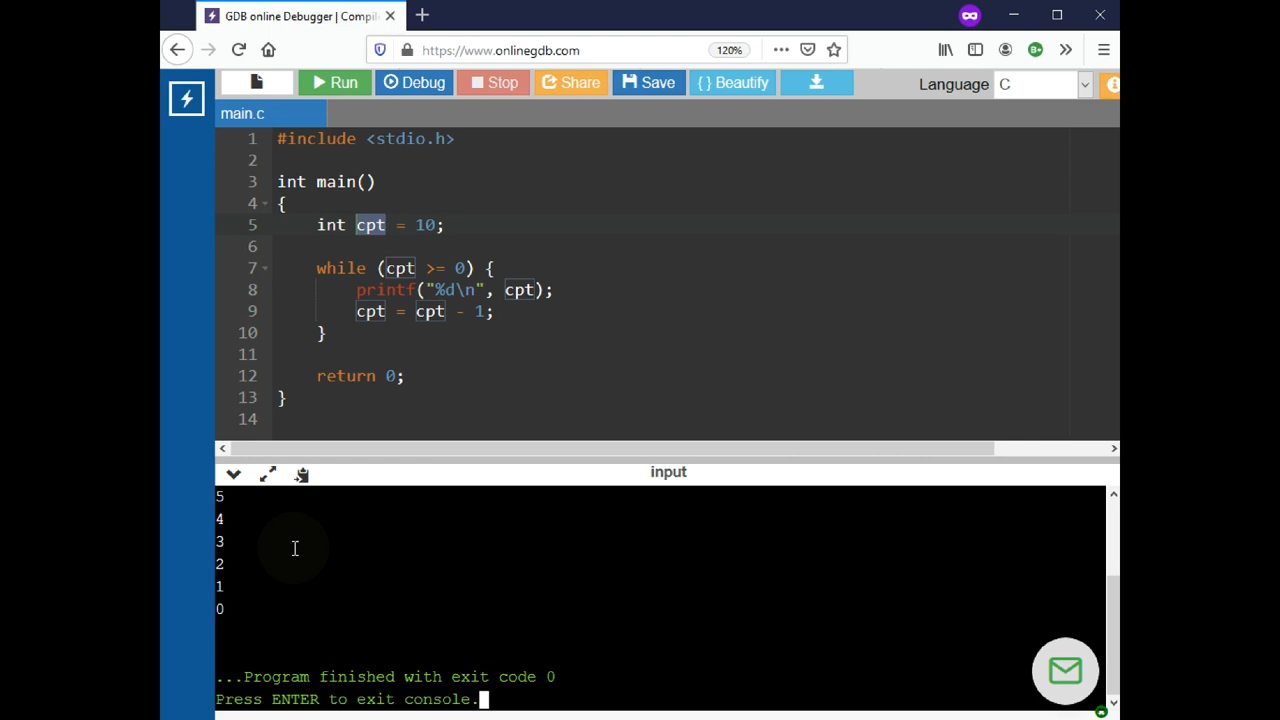 GDB online Debugger | Compile
https://www.onlinegdb.com
120%
Run
Debug
Stop
Share
Save
{ } Beautify
Language
C
main.c
1 #include <stdio.h>
2
3 int main()
4 {
5 int cpt = 10;
6
7 while (cpt >= 0) {
8 printf("%d\n", cpt);
9 cpt = cpt - 1;
10 }
11
12 return 0;
13 }
14
input
5
4
3
2
1
0
...Program finished with exit code 0
Press ENTER to exit console.